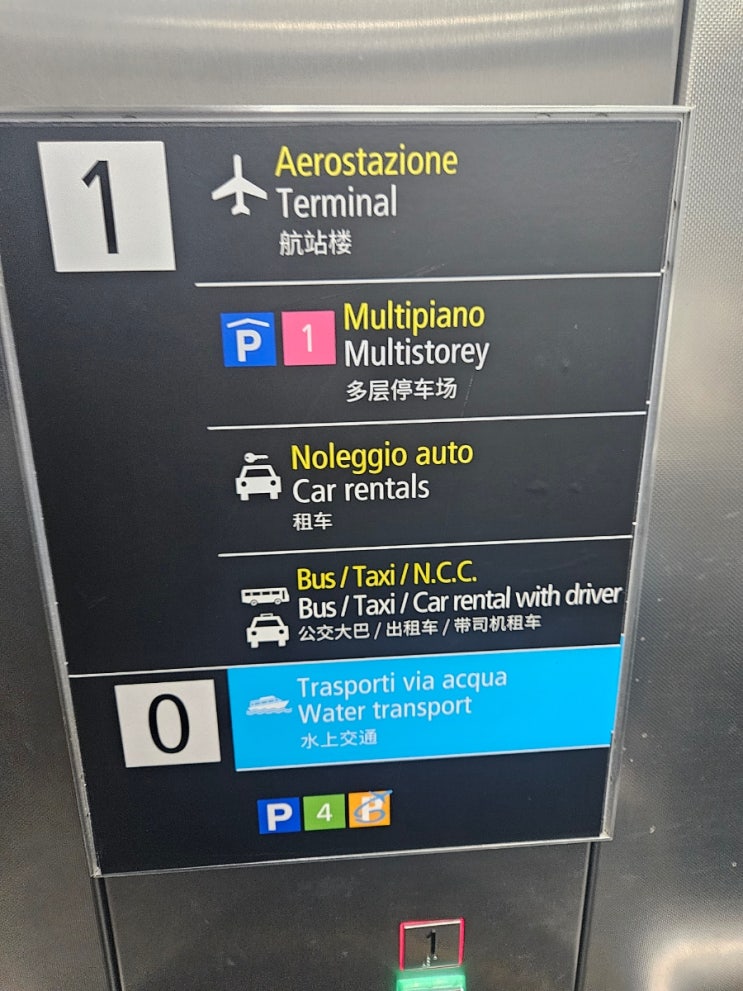 1
Aerostazione
Terminal
航站楼
P 1
Multipiano
Multistorey
多层停车场
Noleggio auto
Car rentals
租车
Bus / Taxi / N.C.C.
Bus / Taxi / Car rental with driver
公交大巴 / 出租车 / 带司机租车
0
Trasporti via acqua
Water transport
水上交通
P 4 P
1